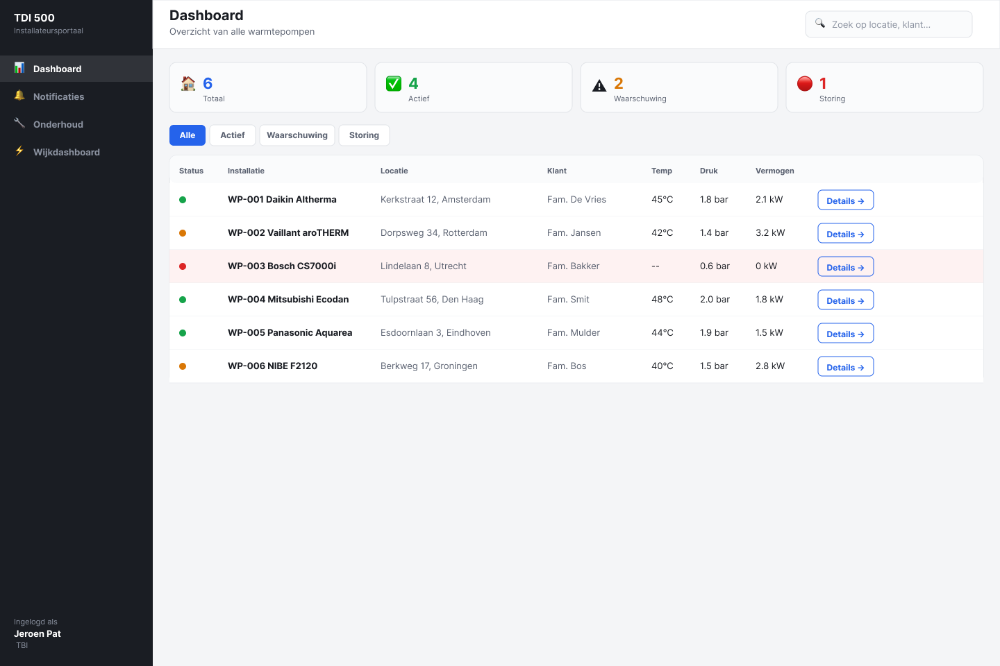 TDI 500
Installateursportaal
Dashboard
Notificaties
Onderhoud
Wijkdashboard
Ingelogd als
Jeroen Pat
TBI
Dashboard
Overzicht van alle warmtepompen
Zoek op locatie, klant...
6
Totaal
4
Actief
2
Waarschuwing
1
Storing
Alle Actief Waarschuwing Storing
Status Installatie Locatie Klant Temp Druk Vermogen
WP-001 Daikin Altherma Kerkstraat 12, Amsterdam Fam. De Vries 45°C 1.8 bar 2.1 kW Details →
WP-002 Vaillant aroTHERM Dorpsweg 34, Rotterdam Fam. Jansen 42°C 1.4 bar 3.2 kW Details →
WP-003 Bosch CS7000i Lindelaan 8, Utrecht Fam. Bakker -- 0.6 bar 0 kW Details →
WP-004 Mitsubishi Ecodan Tulpstraat 56, Den Haag Fam. Smit 48°C 2.0 bar 1.8 kW Details →
WP-005 Panasonic Aquarea Esdoornlaan 3, Eindhoven Fam. Mulder 44°C 1.9 bar 1.5 kW Details →
WP-006 NIBE F2120 Berkweg 17, Groningen Fam. Bos 40°C 1.5 bar 2.8 kW Details →